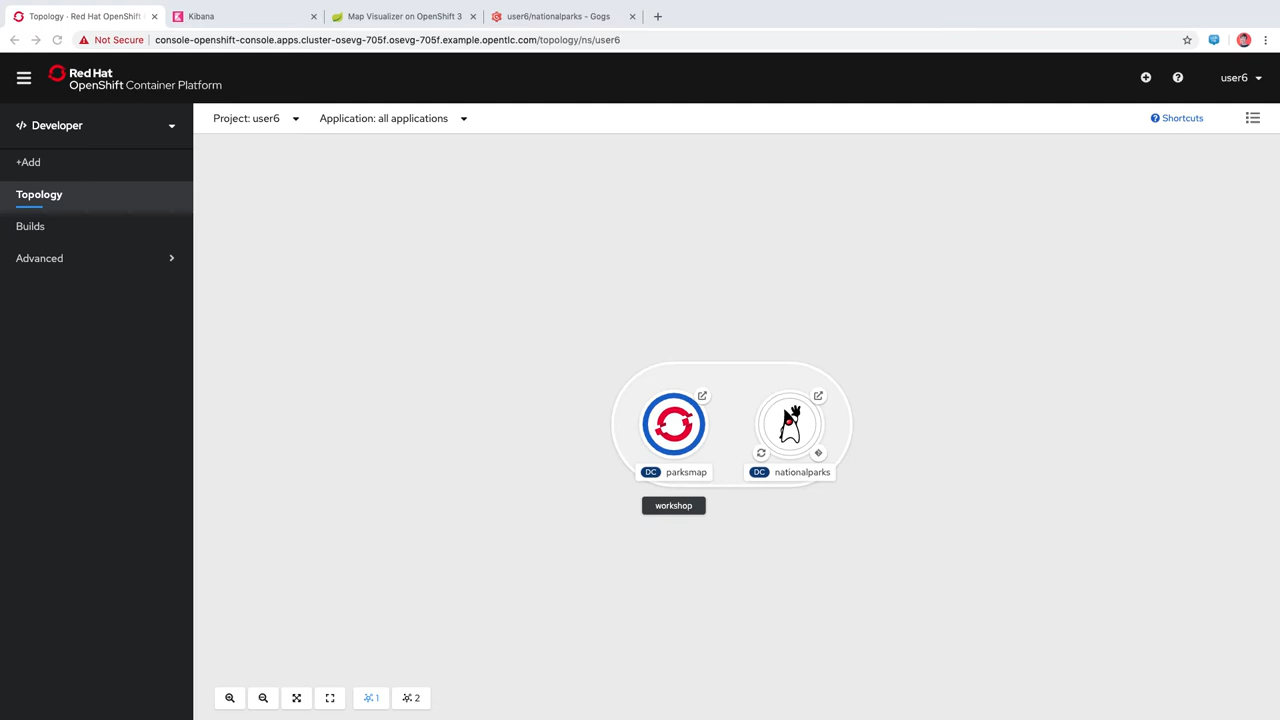 Topology · Red Hat OpenShift
Kibana
Map Visualizer on OpenShift 3
user6/nationalparks - Gogs
Not Secure
console-openshift-console.apps.cluster-osevg-705f.osevg-705f.example.opentlc.com/topology/ns/user6
Red Hat
OpenShift Container Platform
user6
Developer
Project: user6
Application: all applications
Shortcuts
+Add
Topology
Builds
Advanced
DC parksmap
DC nationalparks
workshop
1
2